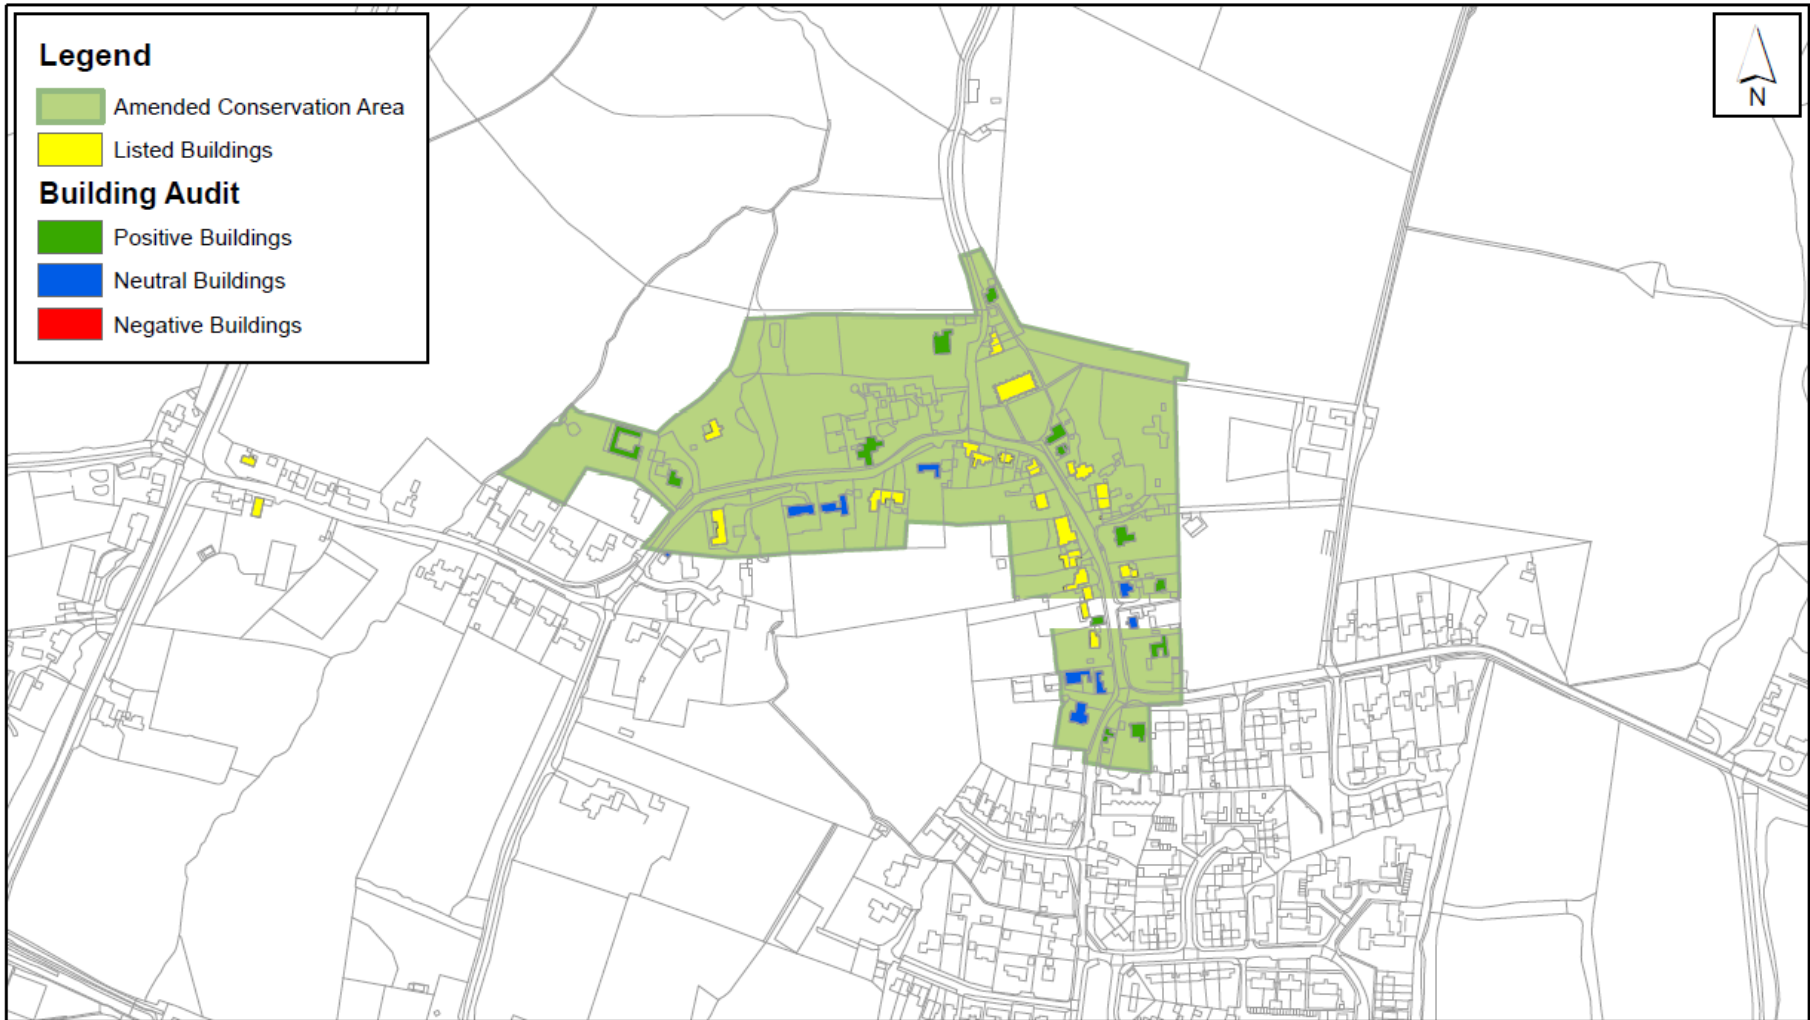 Legend
Amended Conservation Area
Listed Buildings
Building Audit
Positive Buildings
Neutral Buildings
Negative Buildings
N